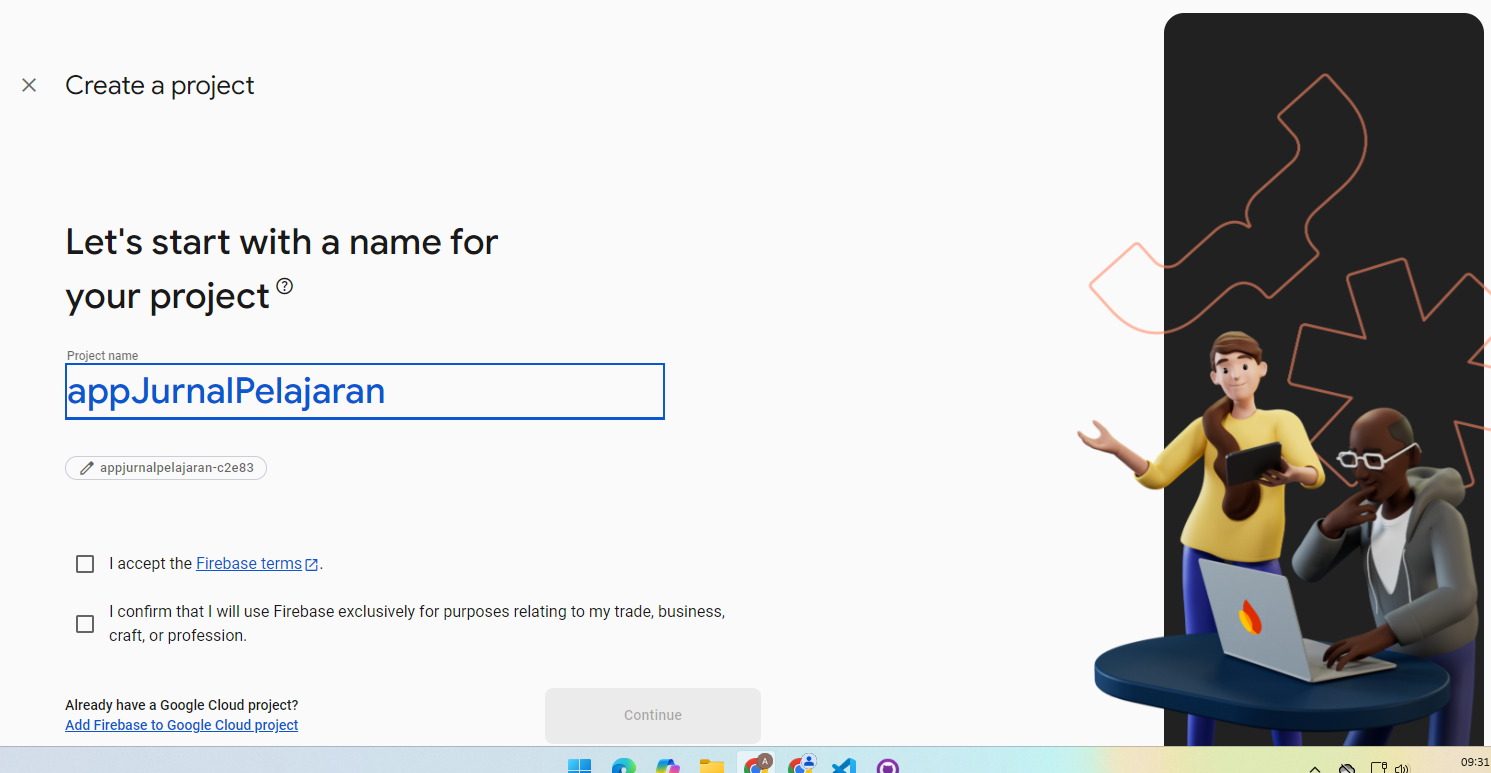 Create a project
Let's start with a name for
your project
Project name
appJurnalPelajaran
appjurnalpelajaran-c2e83
I accept the Firebase terms.
I confirm that I will use Firebase exclusively for purposes relating to my trade, business,
craft, or profession.
Already have a Google Cloud project?
Add Firebase to Google Cloud project
Continue
A
09:31